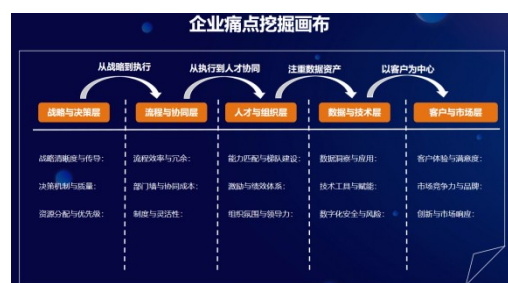 企业痛点挖掘画布
从战略到执行
从执行到人才协同
注重数据资产
以客户为中心
战略与决策层
流程与协同层
人才与组织层
数据与技术层
客户与市场层
战略清晰度与传导:
流程效率与冗余:
能力匹配与梯队建设:
数据洞察与应用:
客户体验与满意度:
决策机制与质量:
部门墙与协同成本:
激励与绩效体系:
技术工具与赋能:
市场竞争力与品牌:
资源分配与优先级:
制度与灵活性:
组织氛围与领导力:
数字化安全与风险:
创新与市场响应: